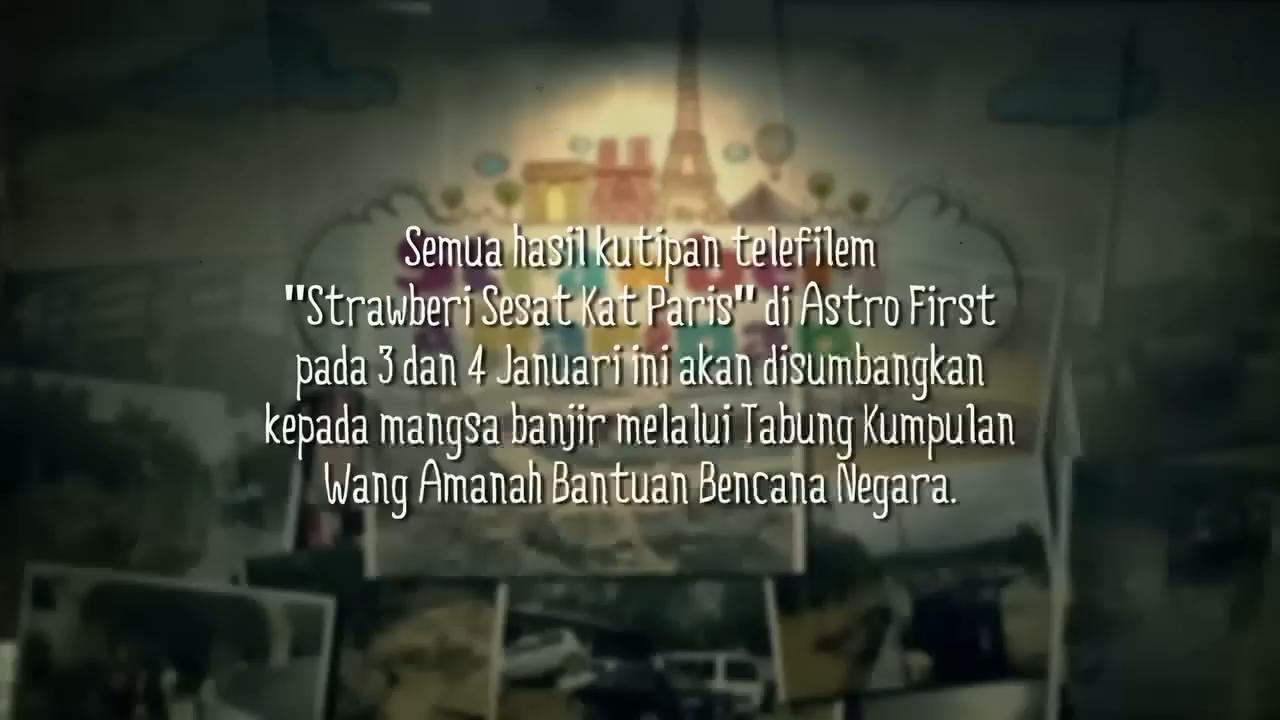 Semua hasil kutipan telefilem
"Strawberi Sesat Kat Paris" di Astro First
pada 3 dan 4 Januari ini akan disumbangkan
kepada mangsa banjir melalui Tabung Kumpulan
Wang Amanah Bantuan Bencana Negara.